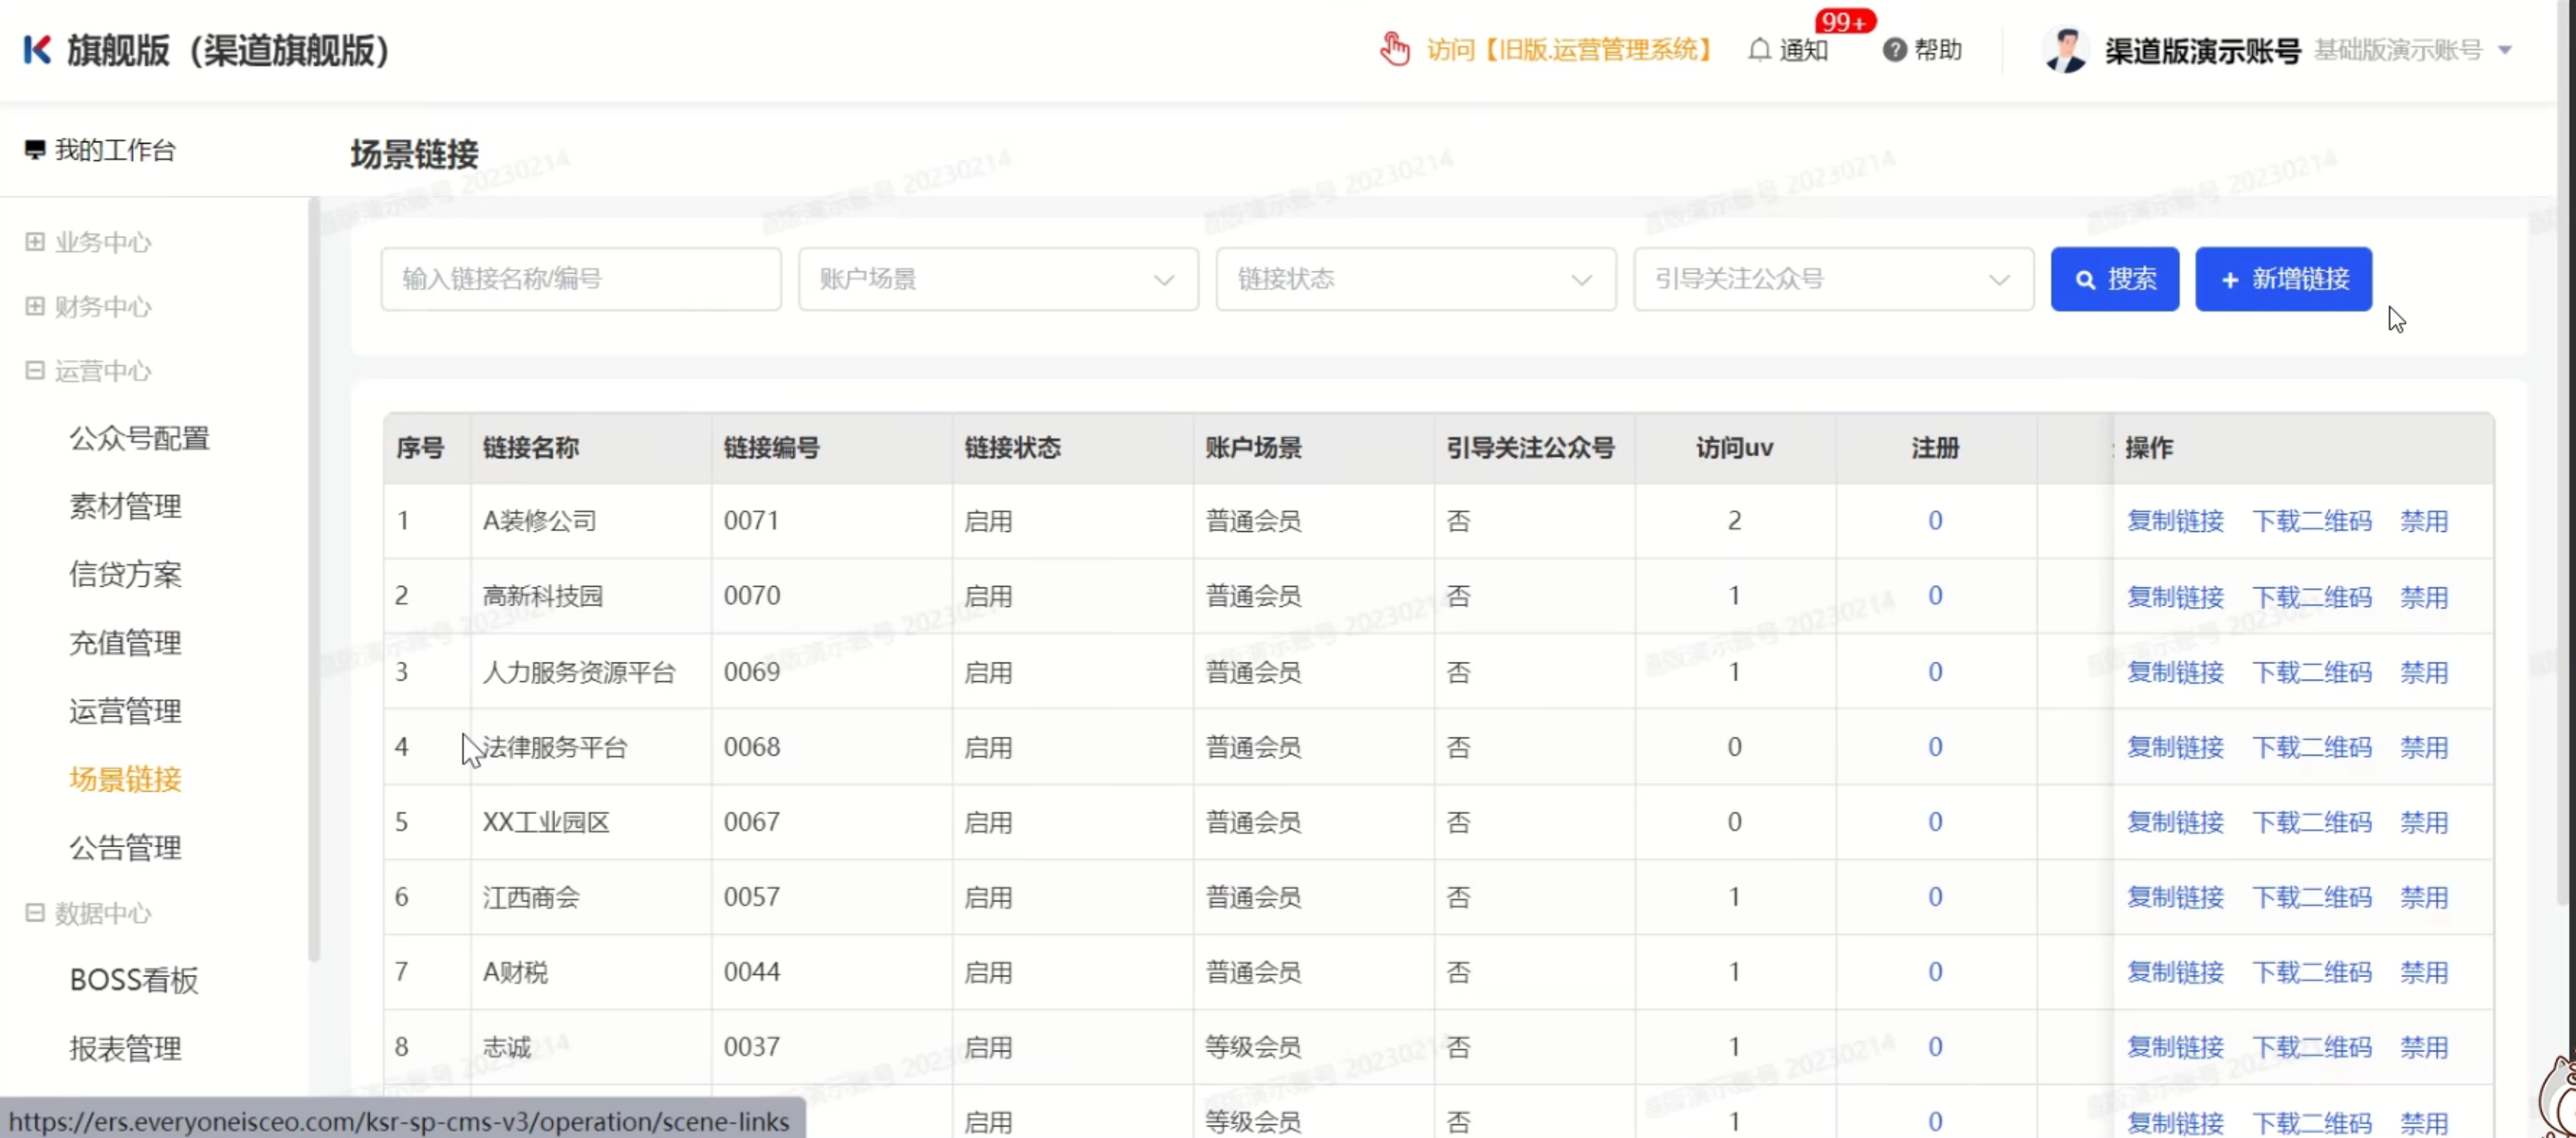 旗舰版（渠道旗舰版）
访问【旧版.运营管理系统】
通知
99+
帮助
渠道版演示账号 基础版演示账号
我的工作台
业务中心
财务中心
运营中心
公众号配置
素材管理
信贷方案
充值管理
运营管理
场景链接
公告管理
数据中心
BOSS看板
报表管理
场景链接
输入链接名称/编号
账户场景
链接状态
引导关注公众号
搜索
新增链接
序号 链接名称 链接编号 链接状态 账户场景 引导关注公众号 访问uv 注册 操作
1 A装修公司 0071 启用 普通会员 否 2 0 复制链接 下载二维码 禁用
2 高新科技园 0070 启用 普通会员 否 1 0 复制链接 下载二维码 禁用
3 人力服务资源平台 0069 启用 普通会员 否 1 0 复制链接 下载二维码 禁用
4 法律服务平台 0068 启用 普通会员 否 0 0 复制链接 下载二维码 禁用
5 XX工业园区 0067 启用 普通会员 否 0 0 复制链接 下载二维码 禁用
6 江西商会 0057 启用 普通会员 否 1 0 复制链接 下载二维码 禁用
7 A财税 0044 启用 普通会员 否 1 0 复制链接 下载二维码 禁用
8 志诚 0037 启用 等级会员 否 1 0 复制链接 下载二维码 禁用
启用 等级会员 否 1 0 复制链接 下载二维码 禁用
https://ers.everyoneisceo.com/ksr-sp-cms-v3/operation/scene-links